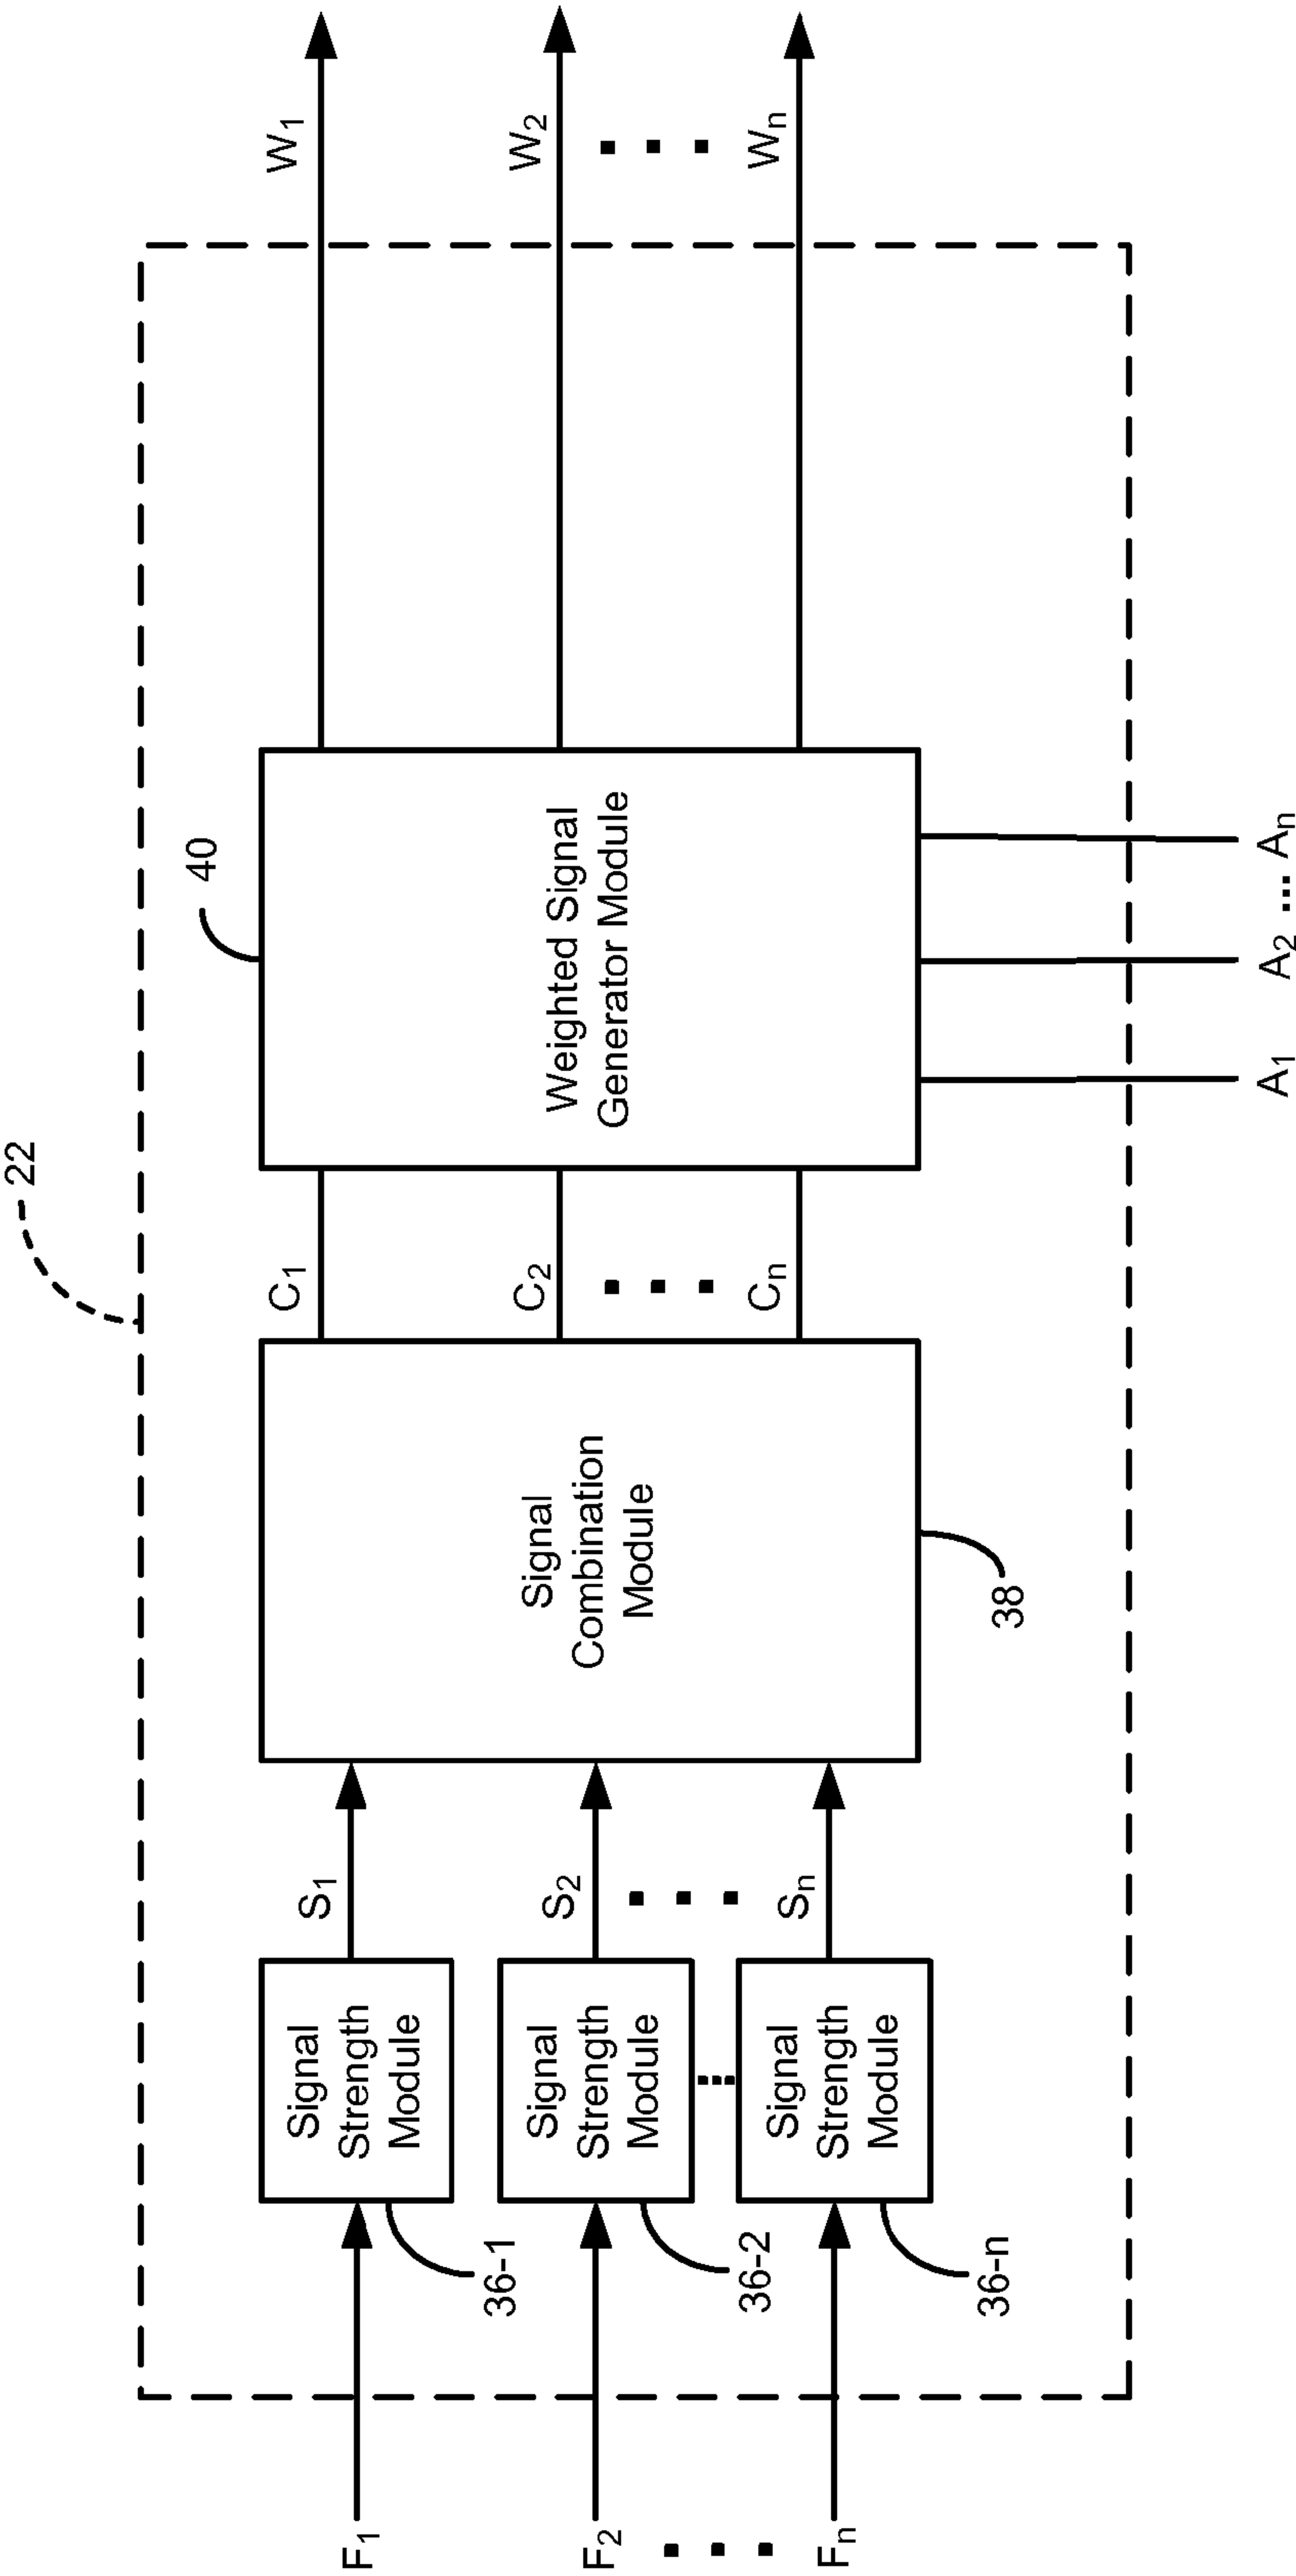 22
F1
F2
Fn
36-1
36-2
36-n
Signal
Strength
Module
Signal
Strength
Module
Signal
Strength
Module
S1
S2
Sn
Signal
Combination
Module
38
C1
C2
Cn
40
Weighted Signal
Generator Module
A1 A2 ... An
W1
W2
Wn